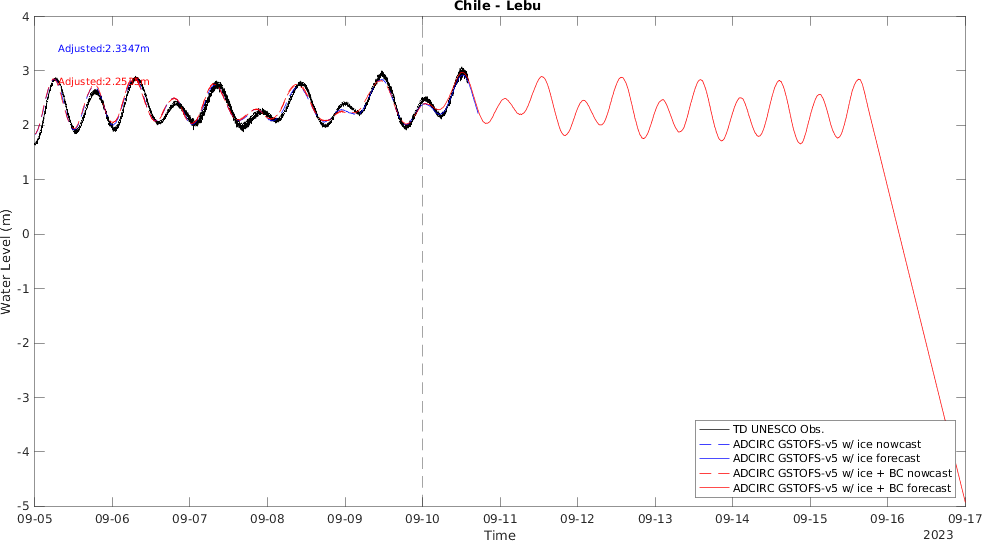 Chile - Lebu
4
3
2
1
0
-1
-2
-3
-4
-5
Water Level (m)
Adjusted:2.3347m
09-05
09-06
09-07
09-08
09-09
09-10
09-11
09-12
09-13
09-14
09-15
09-16
09-17
Time
2023
TD UNESCO Obs.
ADCIRC GSTOFS-v5 w/ ice nowcast
ADCIRC GSTOFS-v5 w/ ice forecast
ADCIRC GSTOFS-v5 w/ ice + BC nowcast
ADCIRC GSTOFS-v5 w/ ice + BC forecast